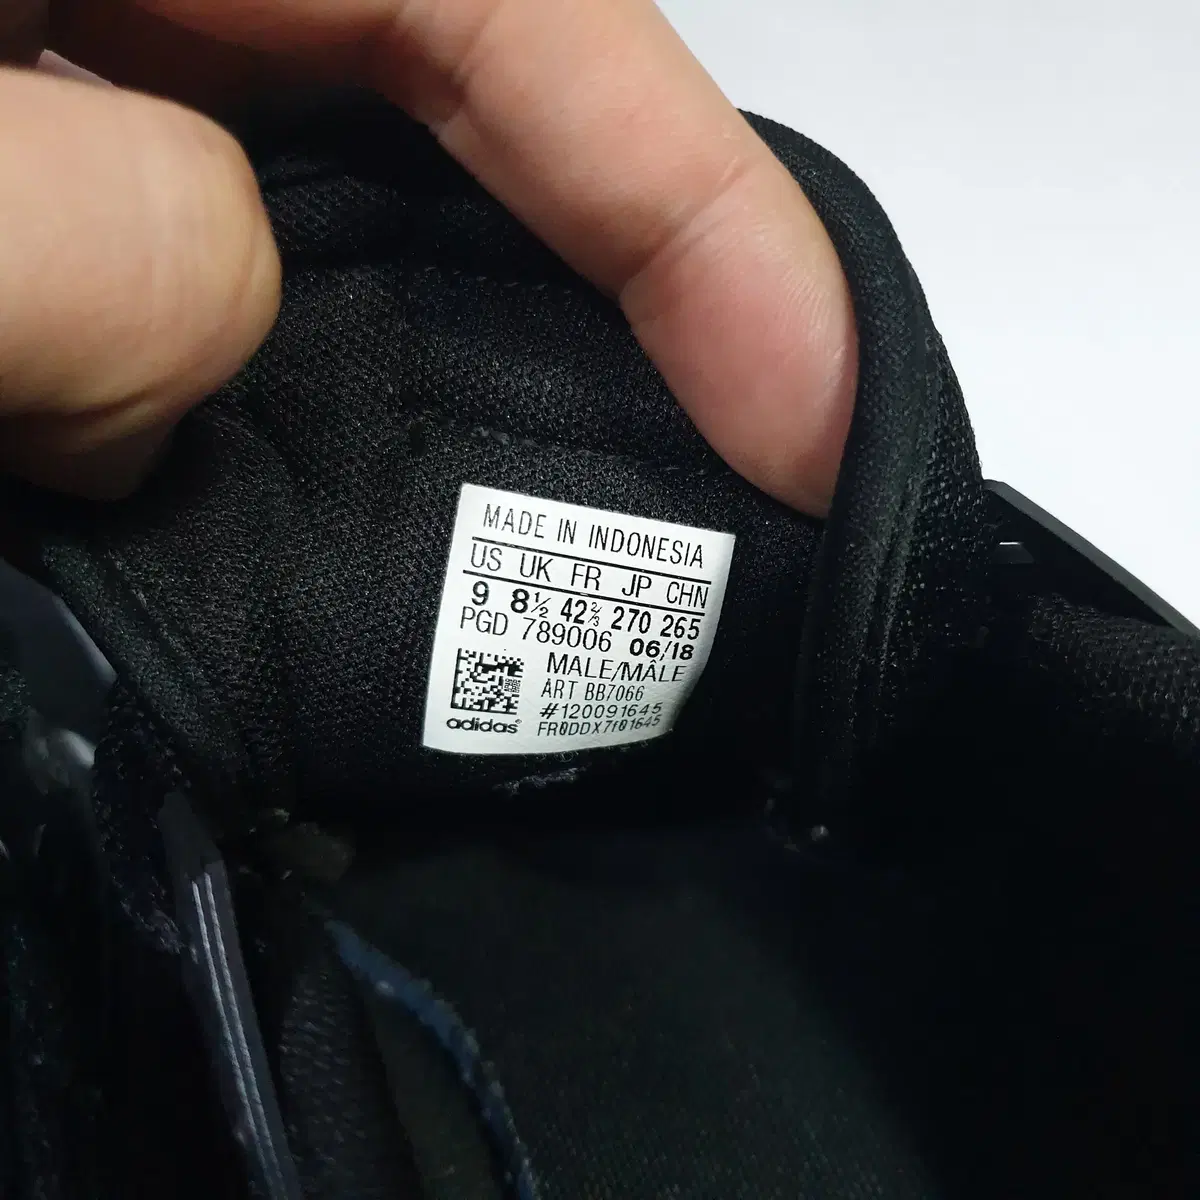 MADE IN INDONESIA
US UK FR JP CHN
9 8½ 42⅔ 270 265
PGD 789006 06/18
MALE/MÂLE
ART BB7066
#120091645
adidas